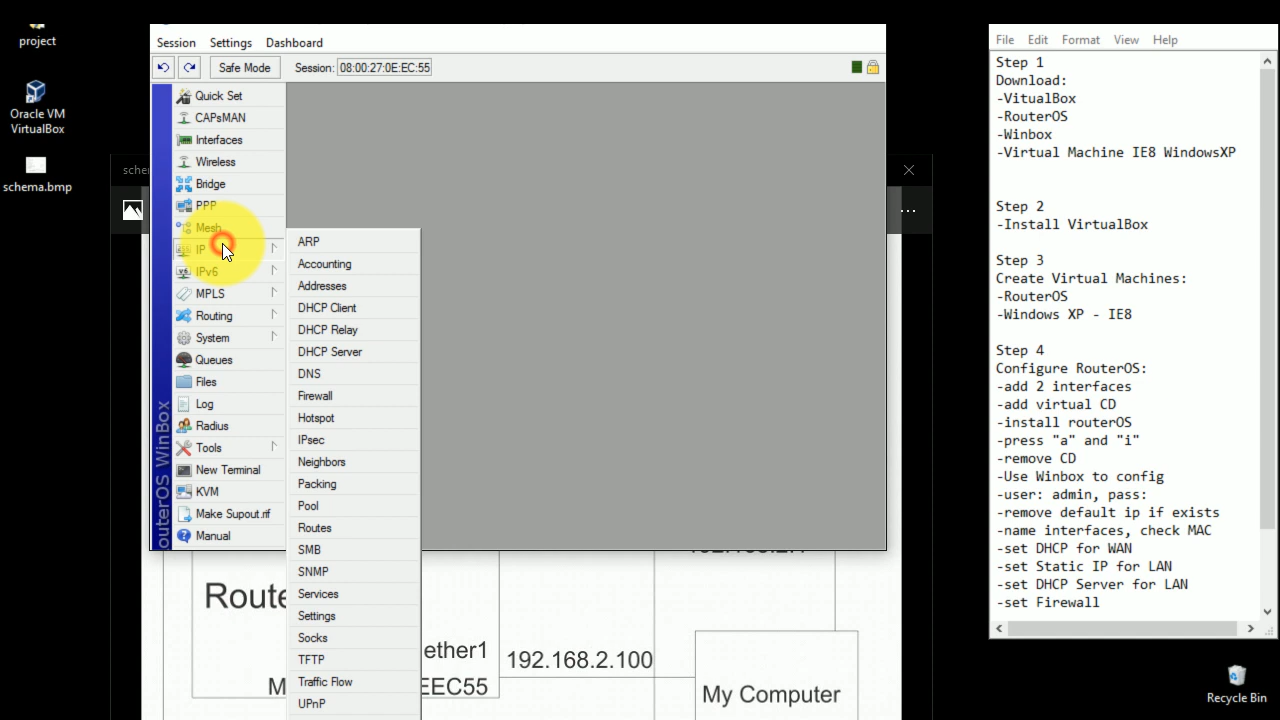 project
Oracle VM
VirtualBox
schema.bmp
Session Settings Dashboard
Safe Mode Session: 08:00:27:0E:EC:55
Quick Set
CAPsMAN
Interfaces
Wireless
Bridge
PPP
Mesh
IP
IPv6
MPLS
Routing
System
Queues
Files
Log
Radius
Tools
New Terminal
KVM
Make Supout.rif
Manual
outerOS WinBox
ARP
Accounting
Addresses
DHCP Client
DHCP Relay
DHCP Server
DNS
Firewall
Hotspot
IPsec
Neighbors
Packing
Pool
Routes
SMB
SNMP
Services
Settings
Socks
TFTP
Traffic Flow
UPnP
sche
Route
ether1
M
EEC55
192.168.2.100
My Computer
File Edit Format View Help
Step 1
Download:
-VitualBox
-RouterOS
-Winbox
-Virtual Machine IE8 WindowsXP
Step 2
-Install VirtualBox
Step 3
Create Virtual Machines:
-RouterOS
-Windows XP - IE8
Step 4
Configure RouterOS:
-add 2 interfaces
-add virtual CD
-install routerOS
-press "a" and "i"
-remove CD
-Use Winbox to config
-user: admin, pass:
-remove default ip if exists
-name interfaces, check MAC
-set DHCP for WAN
-set Static IP for LAN
-set DHCP Server for LAN
-set Firewall
Recycle Bin